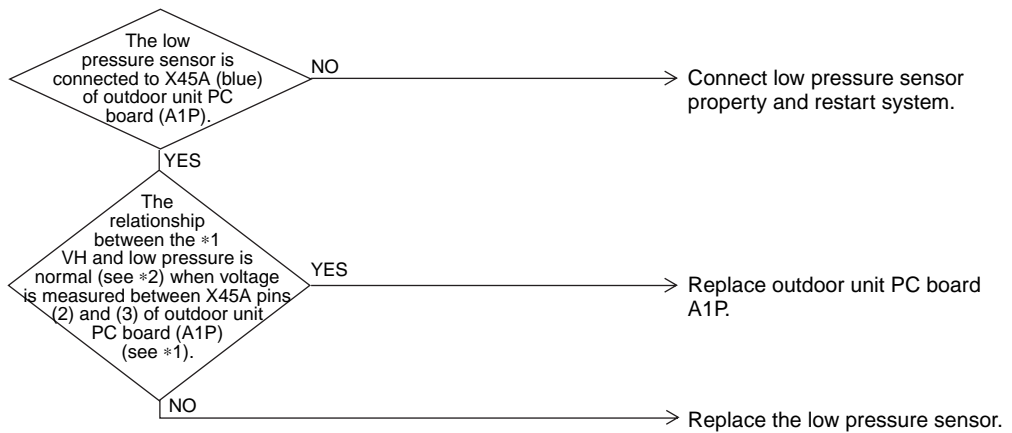 The low
pressure sensor is
connected to X45A (blue)
of outdoor unit PC
board (A1P).
NO
Connect low pressure sensor
property and restart system.
YES
The
relationship
between the *1
VH and low pressure is
normal (see *2) when voltage
is measured between X45A pins
(2) and (3) of outdoor unit
PC board (A1P)
(see *1).
YES
Replace outdoor unit PC board
A1P.
NO
Replace the low pressure sensor.